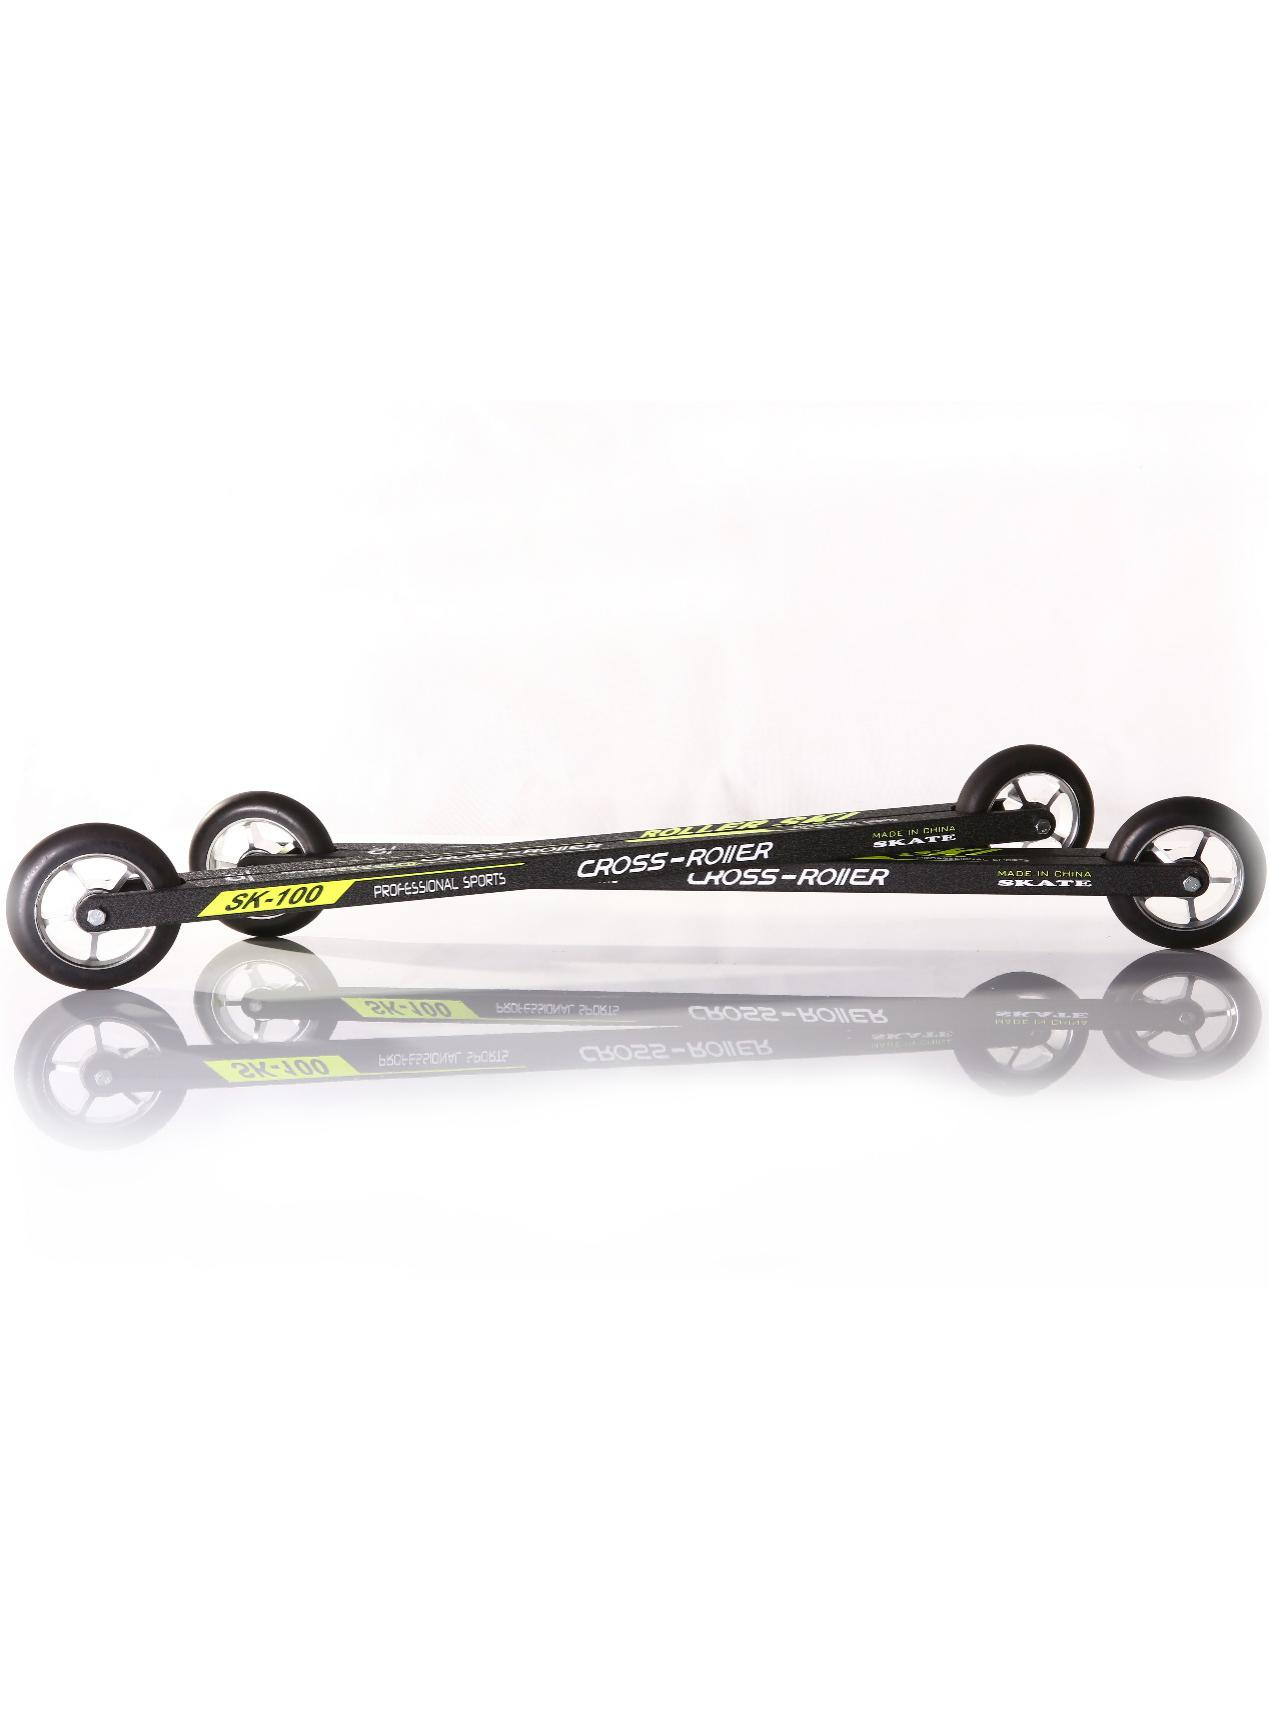 ROLLER SKI
CROSS-ROllER
MADE IN CHINA
SKATE
SK-100
PROFESSIONAL SPORTS
CROSS-ROllER
MADE IN CHINA
SKATE